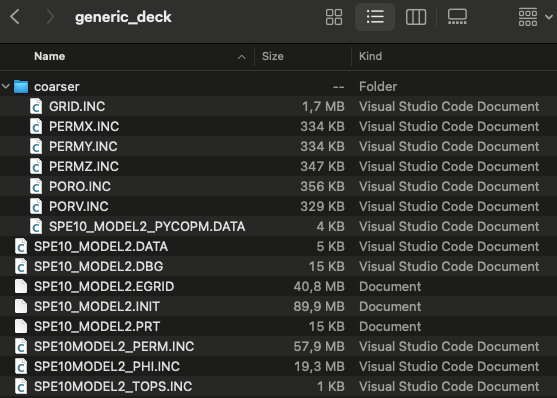 generic_deck
Name Size Kind
coarser -- Folder
GRID.INC 1,7 MB Visual Studio Code Document
PERMX.INC 334 KB Visual Studio Code Document
PERMY.INC 334 KB Visual Studio Code Document
PERMZ.INC 347 KB Visual Studio Code Document
PORO.INC 356 KB Visual Studio Code Document
PORV.INC 329 KB Visual Studio Code Document
SPE10_MODEL2_PYCOPM.DATA 4 KB Visual Studio Code Document
SPE10_MODEL2.DATA 5 KB Visual Studio Code Document
SPE10_MODEL2.DBG 15 KB Visual Studio Code Document
SPE10_MODEL2.EGRID 40,8 MB Document
SPE10_MODEL2.INIT 89,9 MB Document
SPE10_MODEL2.PRT 15 KB Document
SPE10MODEL2_PERM.INC 57,9 MB Visual Studio Code Document
SPE10MODEL2_PHI.INC 19,3 MB Visual Studio Code Document
SPE10MODEL2_TOPS.INC 1 KB Visual Studio Code Document